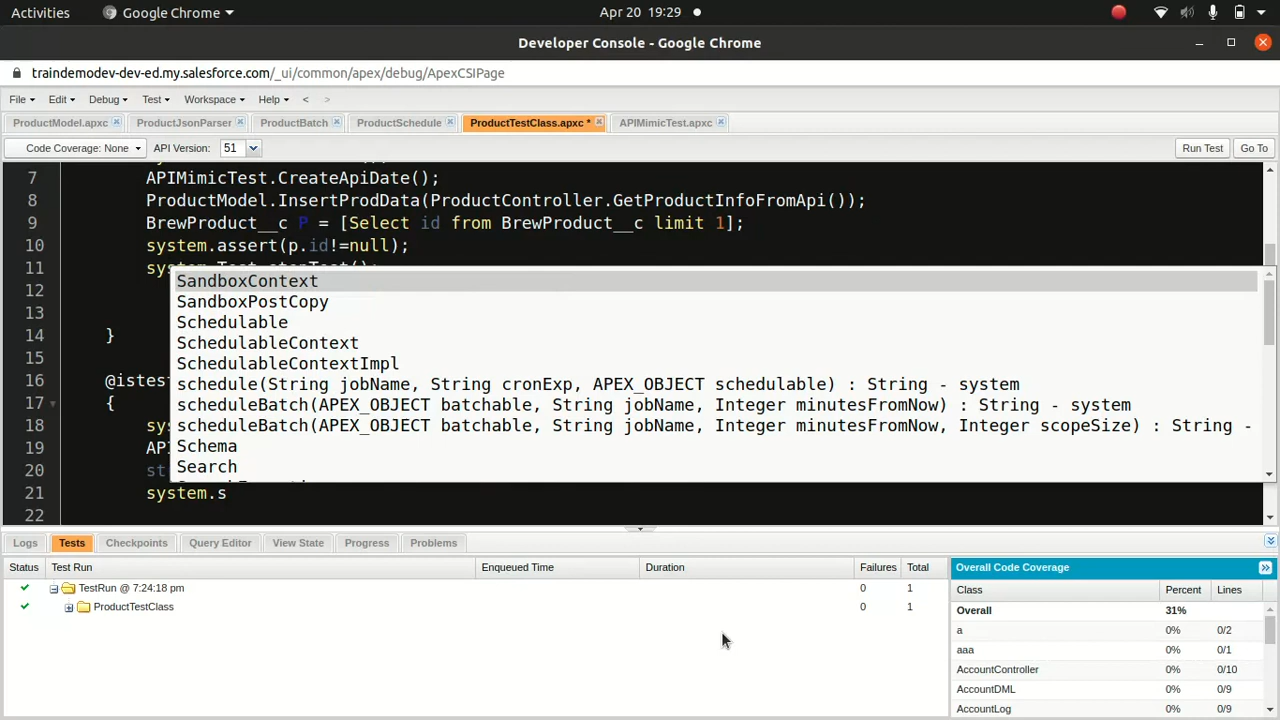 Activities Google Chrome Apr 20 19:29
Developer Console - Google Chrome
traindemodev-dev-ed.my.salesforce.com/_ui/common/apex/debug/ApexCSIPage
File Edit Debug Test Workspace Help < >
ProductModel.apxc ProductJsonParser ProductBatch ProductSchedule ProductTestClass.apxc * APIMimicTest.apxc
Code Coverage: None API Version: 51 Run Test Go To
7 APIMimicTest.CreateApiDate();
8 ProductModel.InsertProdData(ProductController.GetProductInfoFromApi());
9 BrewProduct__c P = [Select id from BrewProduct__c limit 1];
10 system.assert(p.id!=null);
11 system.Test.stopTest();
12 SandboxContext
13 SandboxPostCopy
Schedulable
14 }
SchedulableContext
15
SchedulableContextImpl
16 @istest
schedule(String jobName, String cronExp, APEX_OBJECT schedulable) : String - system
17 {
scheduleBatch(APEX_OBJECT batchable, String jobName, Integer minutesFromNow) : String - system
18 sys
scheduleBatch(APEX_OBJECT batchable, String jobName, Integer minutesFromNow, Integer scopeSize) : String -
19 API
Schema
20 str
Search
21 system.s
22
Logs Tests Checkpoints Query Editor View State Progress Problems
Status Test Run Enqueued Time Duration Failures Total
TestRun @ 7:24:18 pm 0 1
ProductTestClass 0 1
Overall Code Coverage
Class Percent Lines
Overall 31%
a 0% 0/2
aaa 0% 0/1
AccountController 0% 0/10
AccountDML 0% 0/9
AccountLog 0% 0/9